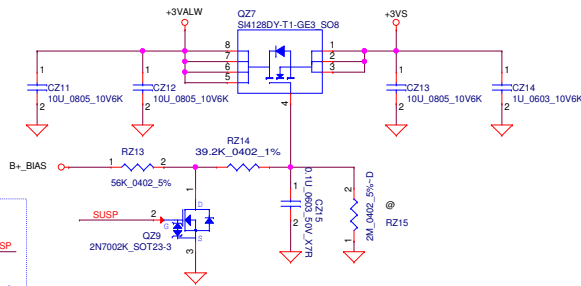 +3VALW
QZ7
SI4128DY-T1-GE3_SO8
+3VS
8
7
6
5
1
2
3
4
1
CZ11
2
10U_0805_10V6K
1
CZ12
2
10U_0805_10V6K
1
CZ13
2
10U_0805_10V6K
1
CZ14
2
1U_0603_10V6K
B+_BIAS
1
RZ13
2
56K_0402_5%
RZ14
39.2K_0402_1%
SUSP
2
1
D
G
S
3
QZ9
2N7002K_SOT23-3
1
2
CZ15
0.1U_0603_50V_X7R
2
1
2M_0402_5%~D
@
RZ15
SP